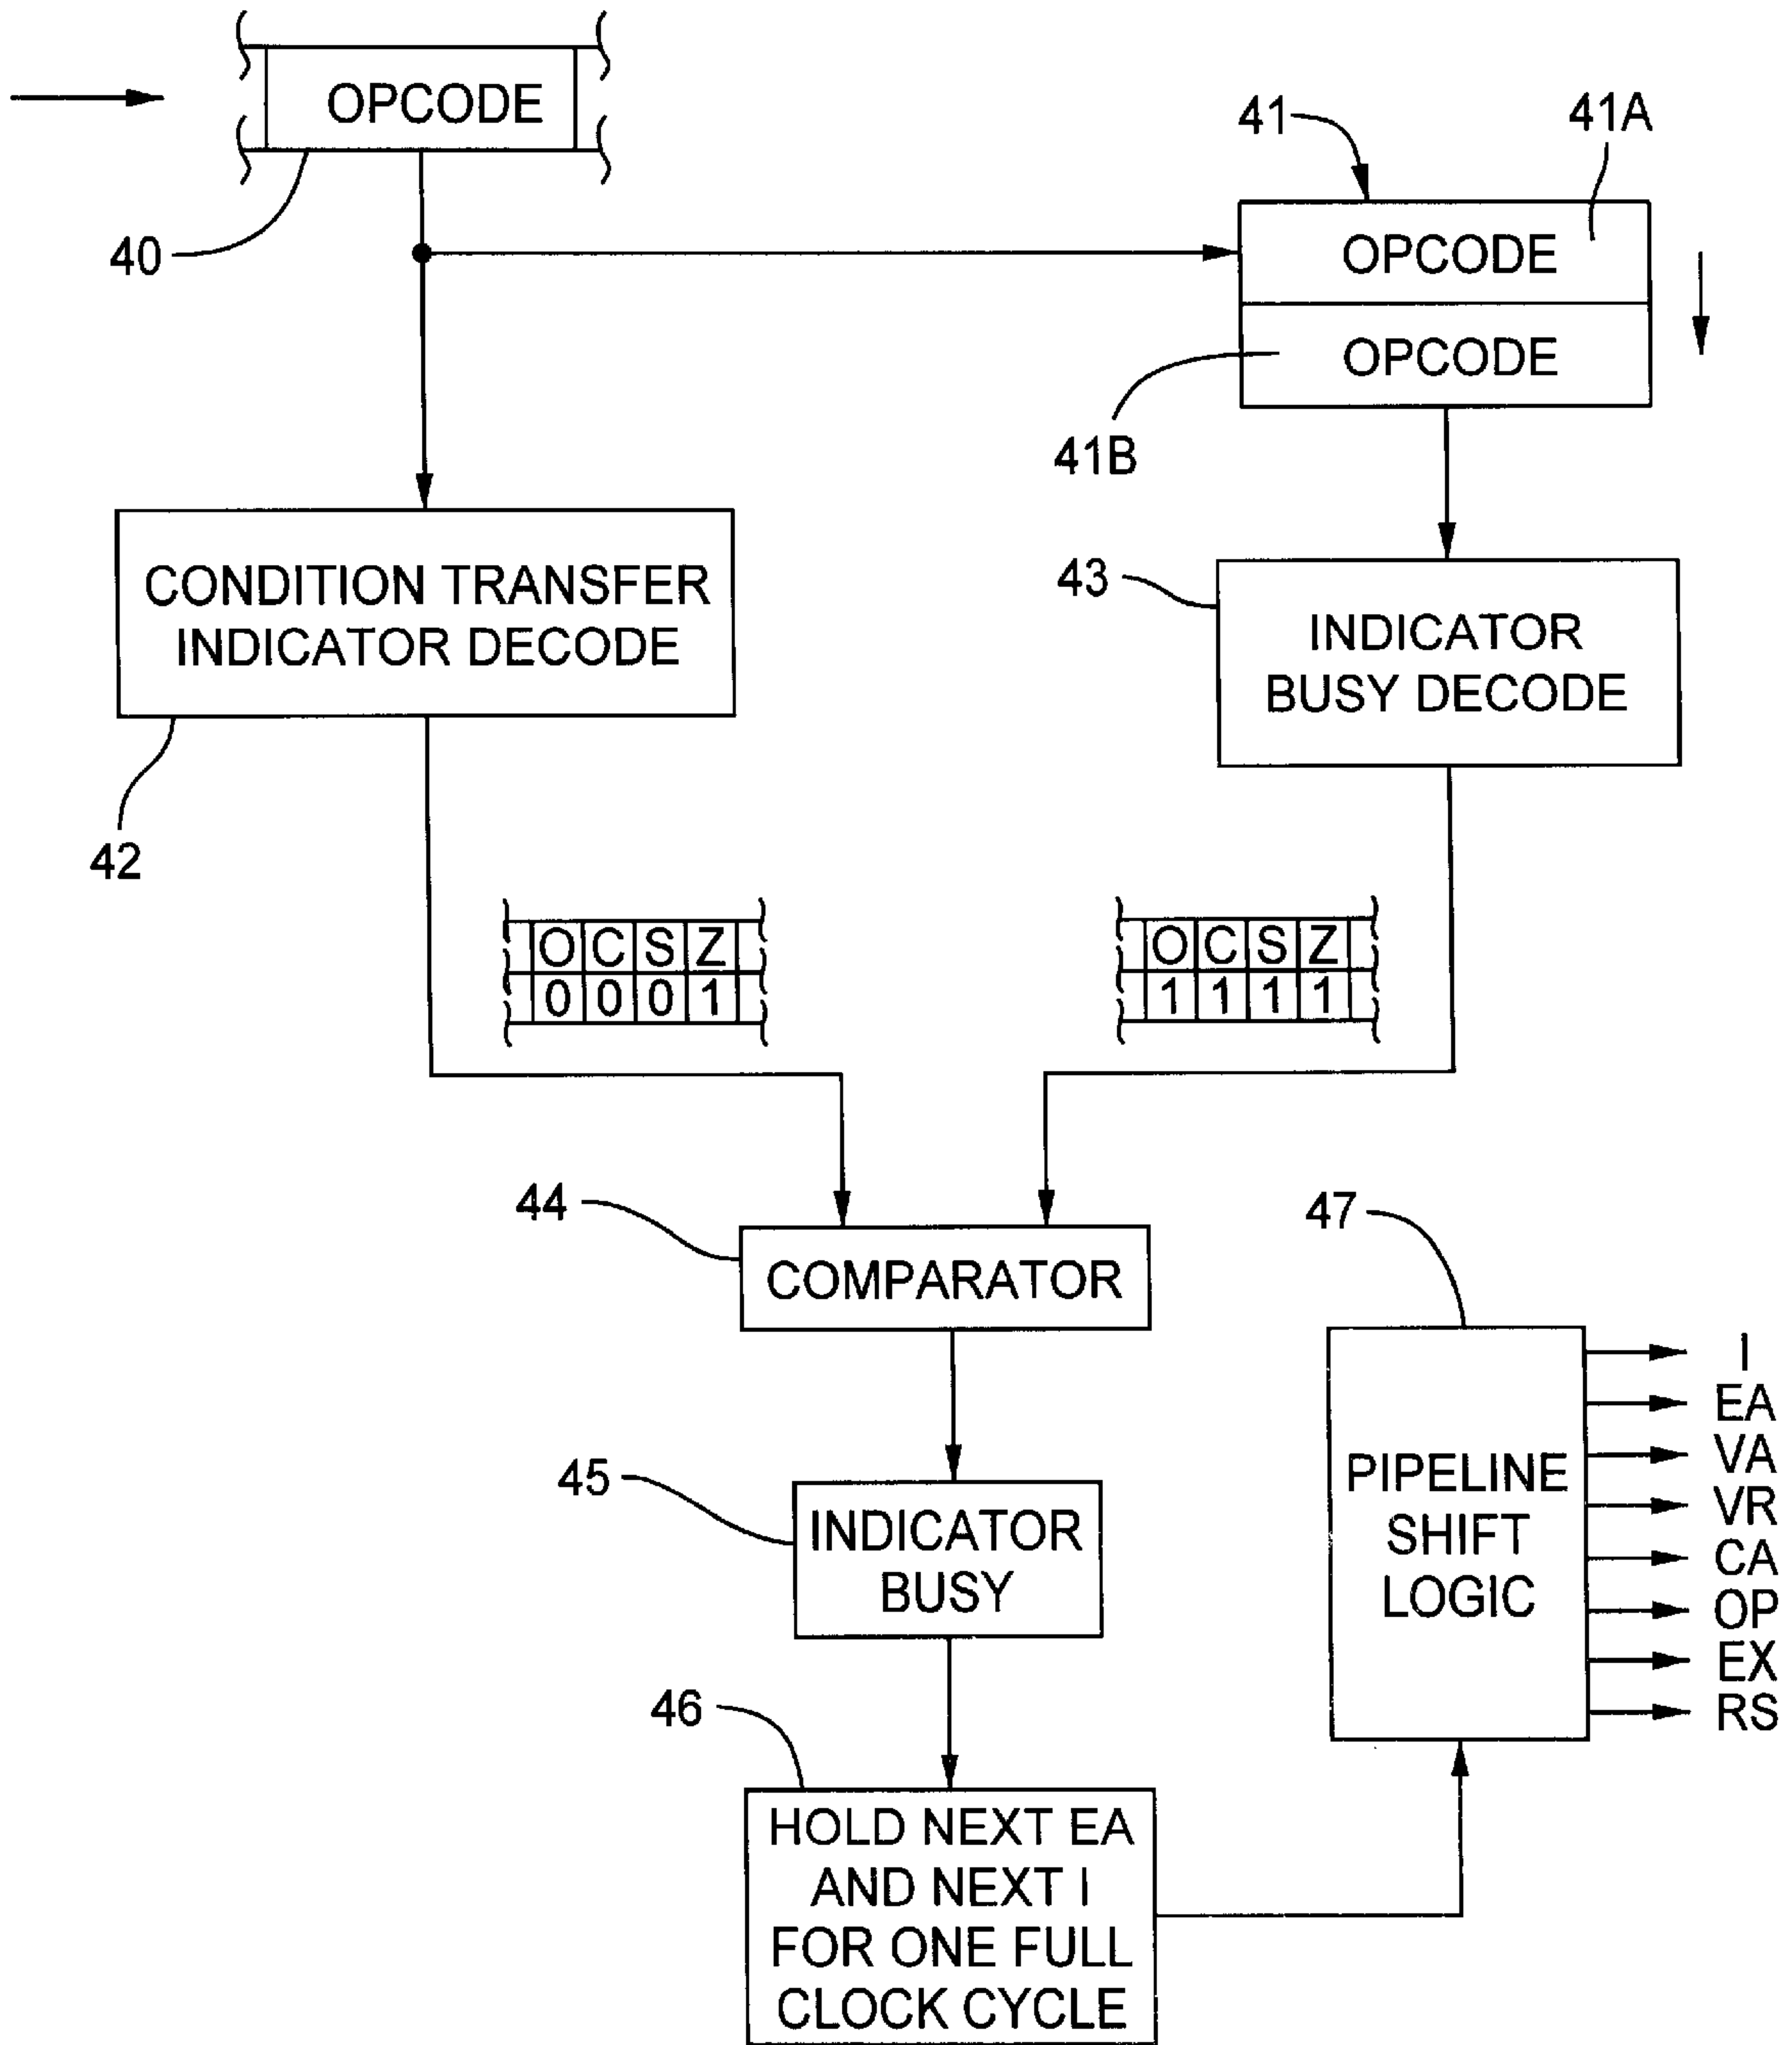 OPCODE
40
41
41A
OPCODE
OPCODE
41B
CONDITION TRANSFER
INDICATOR DECODE
42
43
INDICATOR
BUSY DECODE
O C S Z
0 0 0 1
O C S Z
1 1 1 1
44
COMPARATOR
45
INDICATOR
BUSY
46
HOLD NEXT EA
AND NEXT I
FOR ONE FULL
CLOCK CYCLE
47
PIPELINE
SHIFT
LOGIC
I
EA
VA
VR
CA
OP
EX
RS